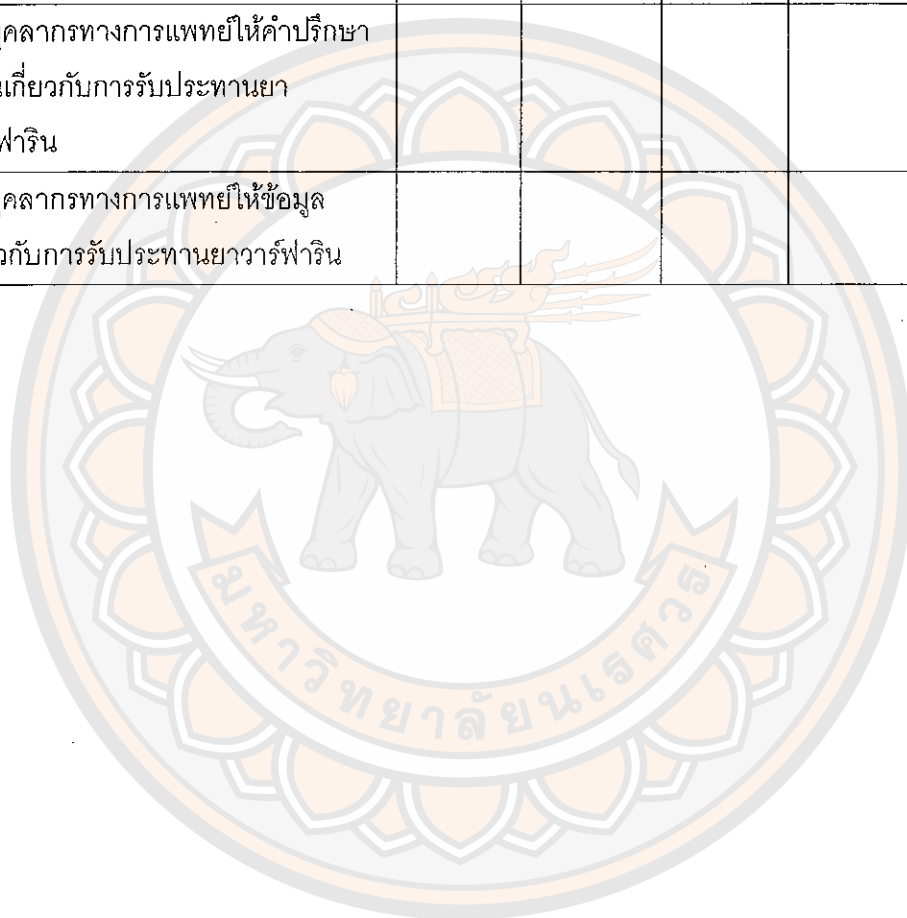 คลากรทางการแพทย์ให้คำปรึกษา
เกี่ยวกับการรับประทานยา
ฟาริน
คลากรทางการแพทย์ให้ข้อมูล
วกับการรับประทานยาวาร์ฟาริน
มหาวิทยาลัยนเรศวร